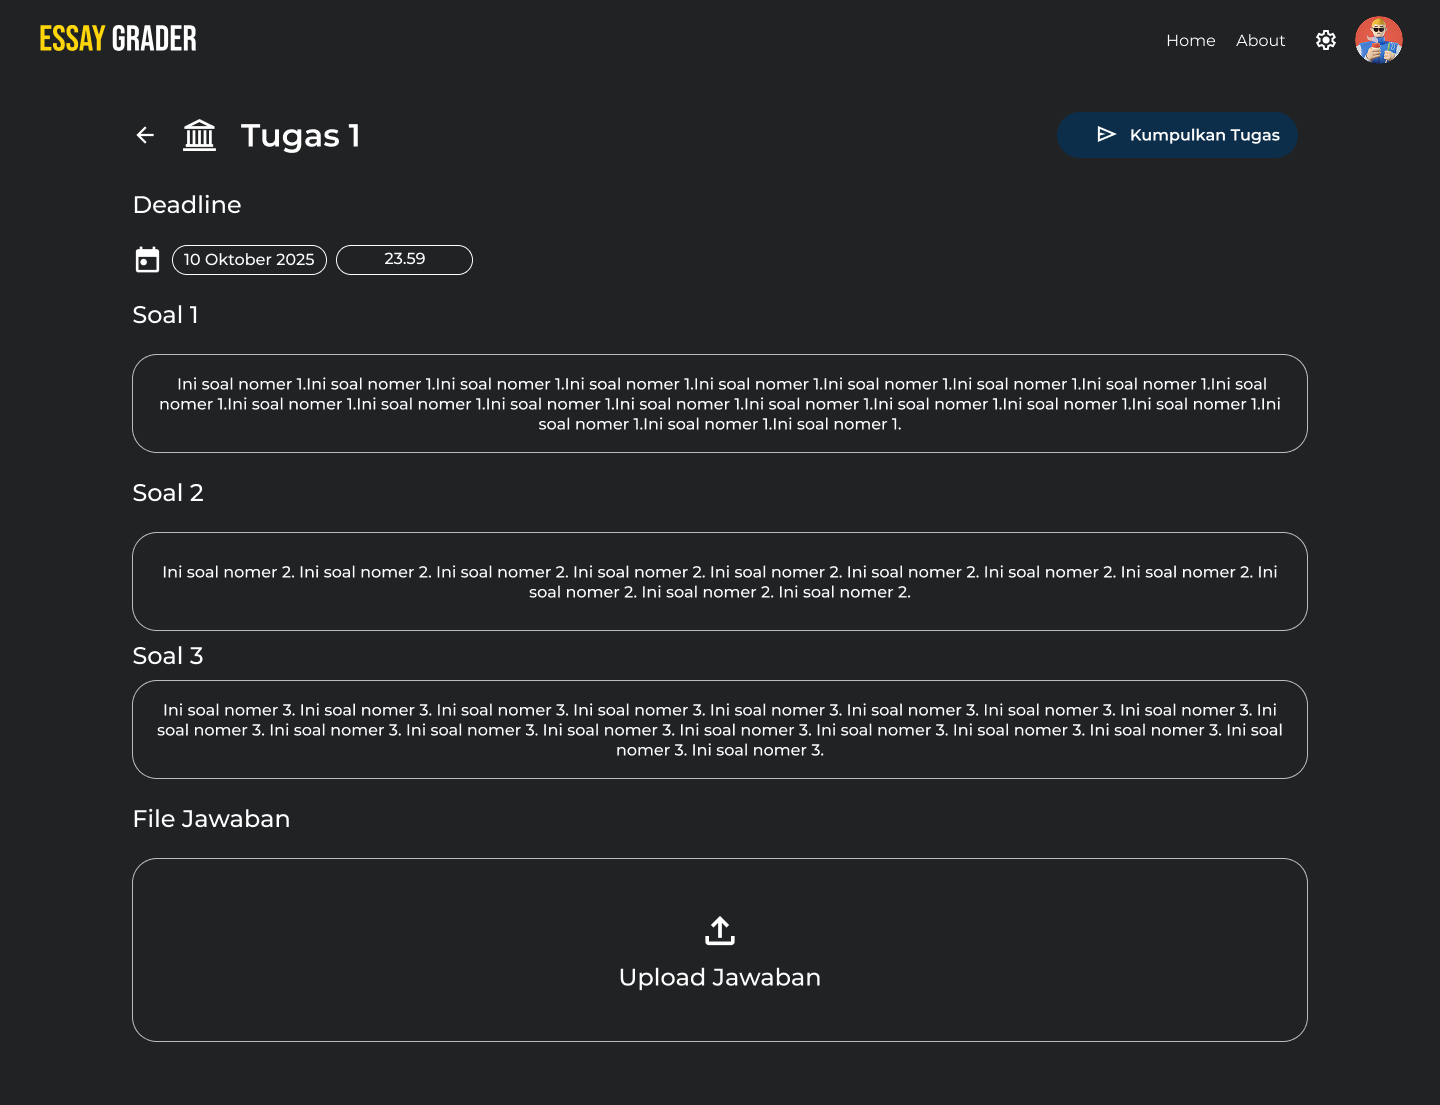 ESSAY GRADER
Home About
Tugas 1
Kumpulkan Tugas
Deadline
10 Oktober 2025 23.59
Soal 1
Ini soal nomer 1.Ini soal nomer 1.Ini soal nomer 1.Ini soal nomer 1.Ini soal nomer 1.Ini soal nomer 1.Ini soal nomer 1.Ini soal nomer 1.Ini soal
nomer 1.Ini soal nomer 1.Ini soal nomer 1.Ini soal nomer 1.Ini soal nomer 1.Ini soal nomer 1.Ini soal nomer 1.Ini soal nomer 1.Ini soal nomer 1.Ini
soal nomer 1.Ini soal nomer 1.Ini soal nomer 1.
Soal 2
Ini soal nomer 2. Ini soal nomer 2. Ini soal nomer 2. Ini soal nomer 2. Ini soal nomer 2. Ini soal nomer 2. Ini soal nomer 2. Ini soal nomer 2. Ini
soal nomer 2. Ini soal nomer 2. Ini soal nomer 2.
Soal 3
Ini soal nomer 3. Ini soal nomer 3. Ini soal nomer 3. Ini soal nomer 3. Ini soal nomer 3. Ini soal nomer 3. Ini soal nomer 3. Ini soal nomer 3. Ini
soal nomer 3. Ini soal nomer 3. Ini soal nomer 3. Ini soal nomer 3. Ini soal nomer 3. Ini soal nomer 3. Ini soal nomer 3. Ini soal nomer 3. Ini soal
nomer 3. Ini soal nomer 3.
File Jawaban
Upload Jawaban